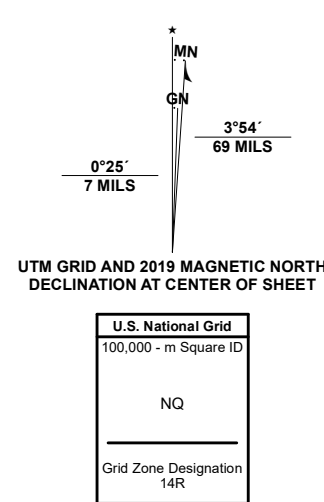 ★
MN
GN
3°54´
69 MILS
0°25´
7 MILS
UTM GRID AND 2019 MAGNETIC NORTH
DECLINATION AT CENTER OF SHEET
U.S. National Grid
100,000 - m Square ID
NQ
Grid Zone Designation
14R